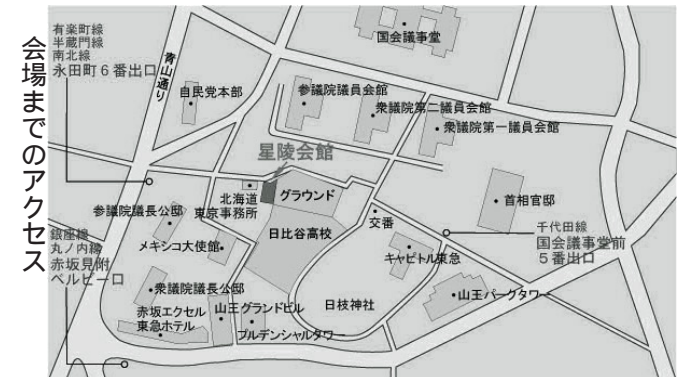 会場までのアクセス
有楽町線
半蔵門線
南北線
永田町6番出口
青山通り
自民党本部
国会議事堂
参議院議員会館
衆議院第二議員会館
衆議院第一議員会館
星陵会館
北海道
東京事務所
グラウンド
日比谷高校
首相官邸
交番
千代田線
国会議事堂前
5番出口
参議院議長公邸
メキシコ大使館
キャピトル東急
銀座線
丸ノ内線
赤坂見附
ベルビー口
衆議院議長公邸
赤坂エクセル
東急ホテル
山王グランドビル
プルデンシャルタワー
日枝神社
山王パークタワー